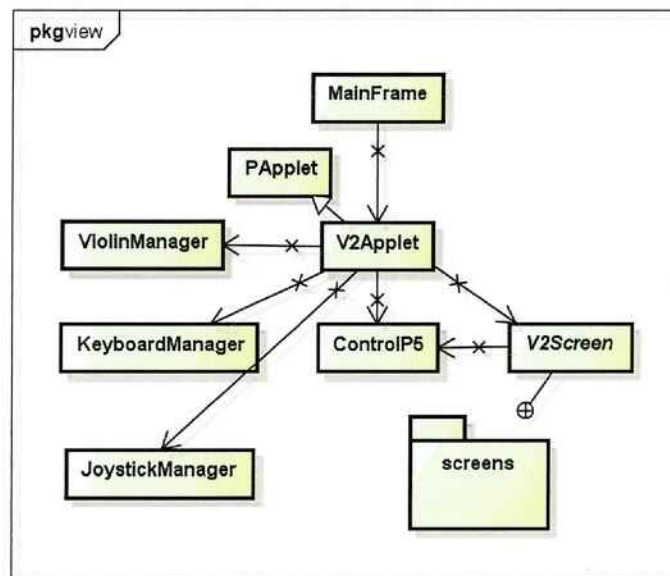 pkgview
MainFrame
PApplet
ViolinManager
V2Applet
KeyboardManager
ControlP5
V2Screen
JoystickManager
screens